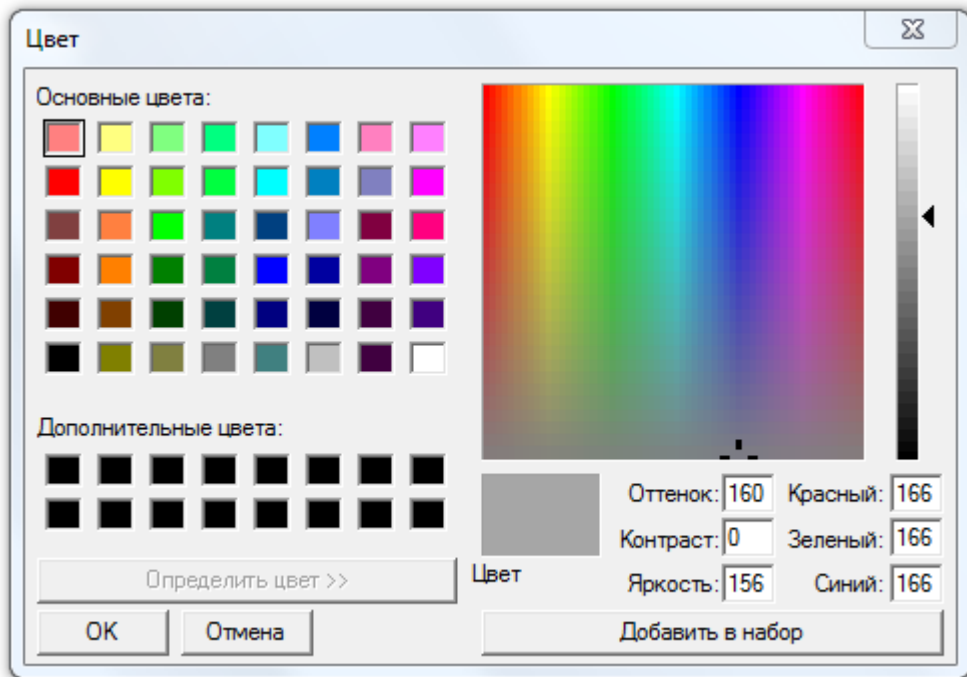 Цвет
Основные цвета:
Дополнительные цвета:
Определить цвет >>
OK
Отмена
Цвет
Оттенок: 160
Красный: 166
Контраст: 0
Зеленый: 166
Яркость: 156
Синий: 166
Добавить в набор